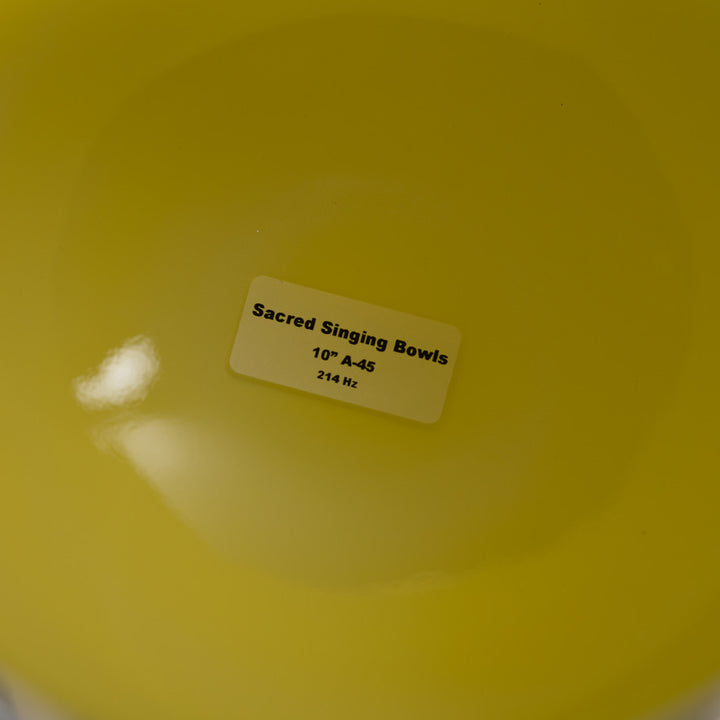 Sacred Singing Bowls
10” A-45
214 Hz